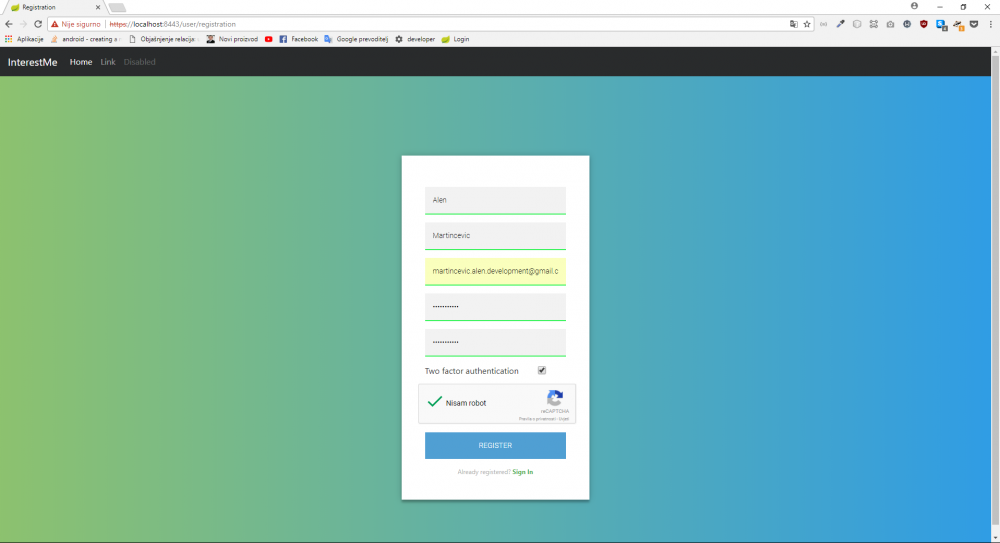 Registration
Nije sigurno https://localhost:8443/user/registration
Aplikacije android - creating a Objašnjenje relacija Novi proizvod Facebook Google prevoditelj developer Login
InterestMe Home Link Disabled
Alen
Martincevic
martincevic.alen.development@gmail.c
•••••••••••
•••••••••••
Two factor authentication
Nisam robot
reCAPTCHA
REGISTER
Already registered? Sign In